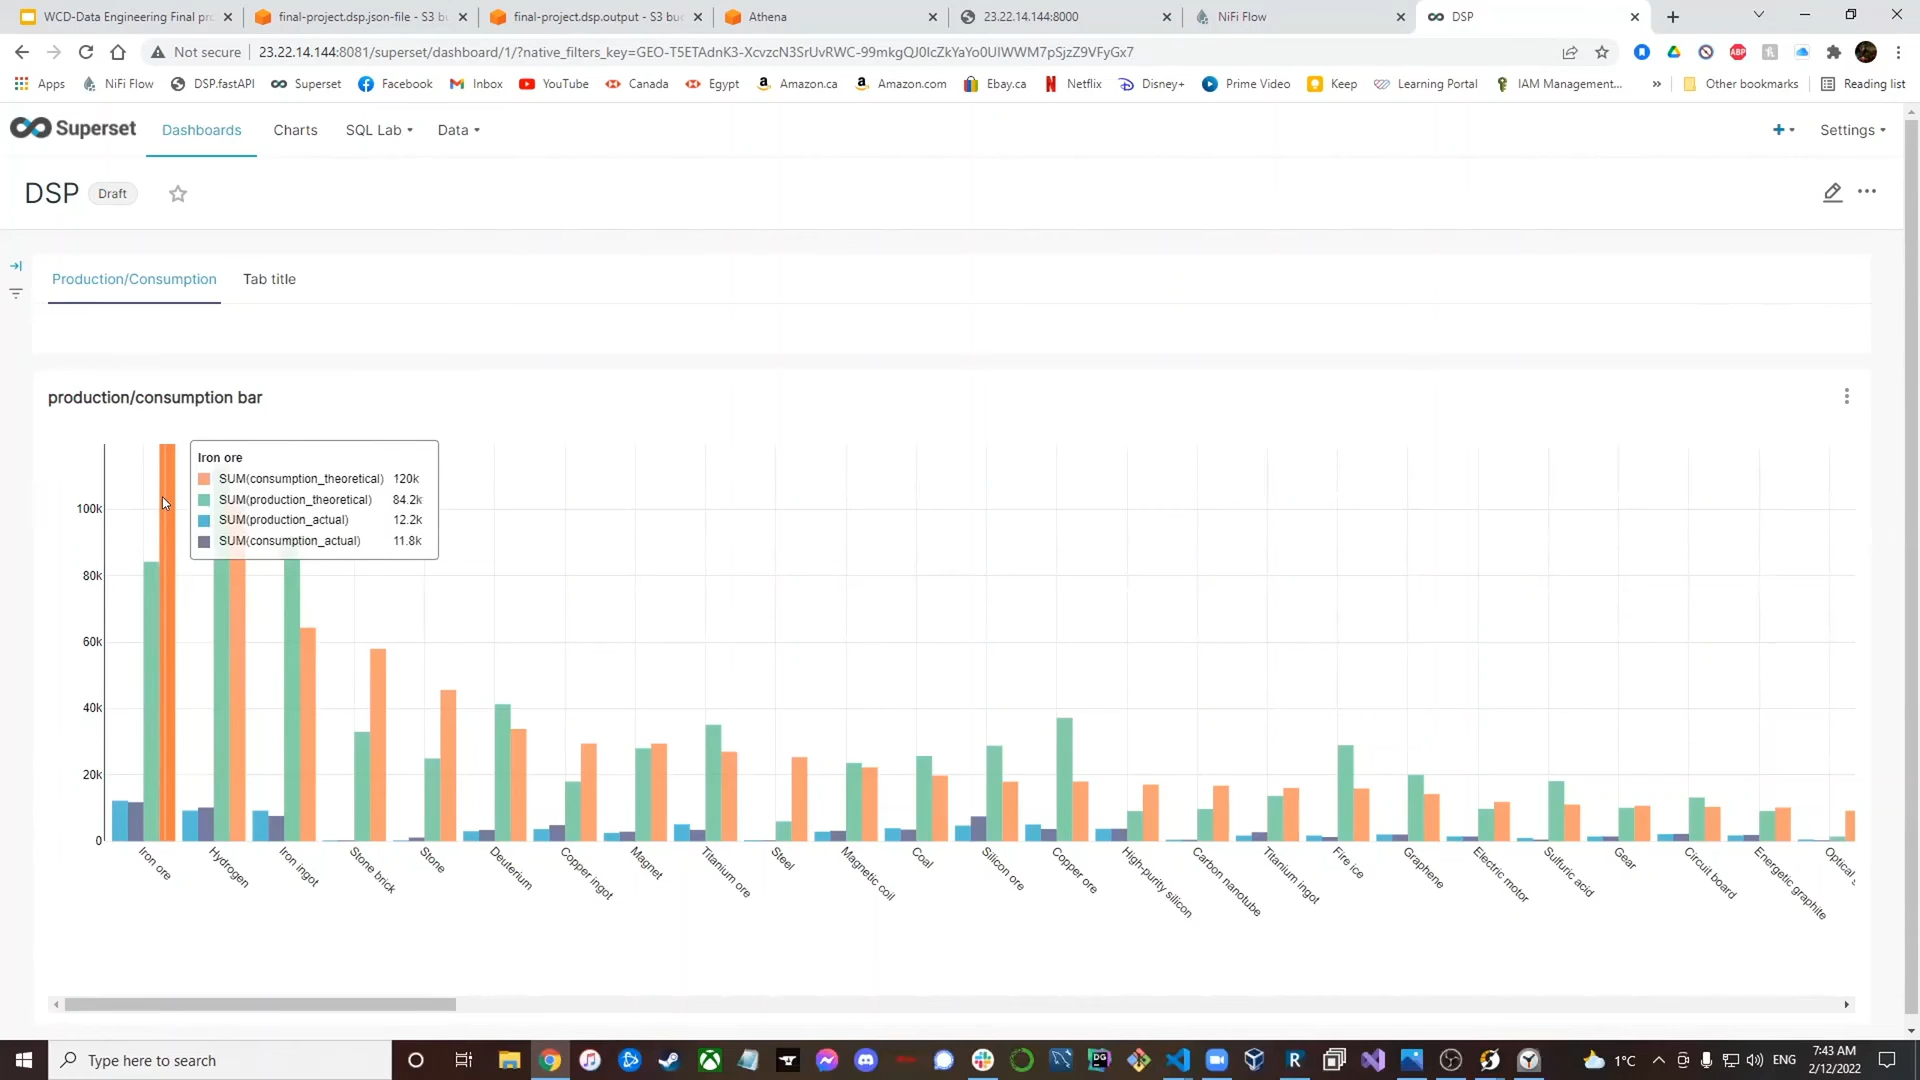 WCD-Data Engineering Final pr
final-project.dsp.json-file - S3 b
final-project.dsp.output - S3 bu
Athena
23.22.14.144:8000
NiFi Flow
DSP
Not secure
23.22.14.144:8081/superset/dashboard/1/?native_filters_key=GEO-T5ETAdnK3-XcvzcN3SrUvRWC-99mkgQJ0IcZkYaYo0UIWWM7pSjzZ9VFyGx7
Apps
NiFi Flow
DSP.fastAPI
Superset
Facebook
Inbox
YouTube
Canada
Egypt
Amazon.ca
Amazon.com
Ebay.ca
Netflix
Disney+
Prime Video
Keep
Learning Portal
IAM Management...
Other bookmarks
Reading list
Superset
Dashboards
Charts
SQL Lab
Data
Settings
DSP
Draft
Production/Consumption
Tab title
production/consumption bar
Iron ore
SUM(consumption_theoretical) 120k
SUM(production_theoretical) 84.2k
SUM(production_actual) 12.2k
SUM(consumption_actual) 11.8k
100k
80k
60k
40k
20k
0
Iron ore
Hydrogen
Iron ingot
Stone brick
Stone
Deuterium
Copper ingot
Magnet
Titanium ore
Steel
Magnetic coil
Coal
Silicon ore
Copper ore
High-purity silicon
Carbon nanotube
Titanium ingot
Fire ice
Graphene
Electric motor
Sulfuric acid
Gear
Circuit board
Energetic graphite
Optical
Type here to search
1°C
ENG
7:43 AM
2/12/2022